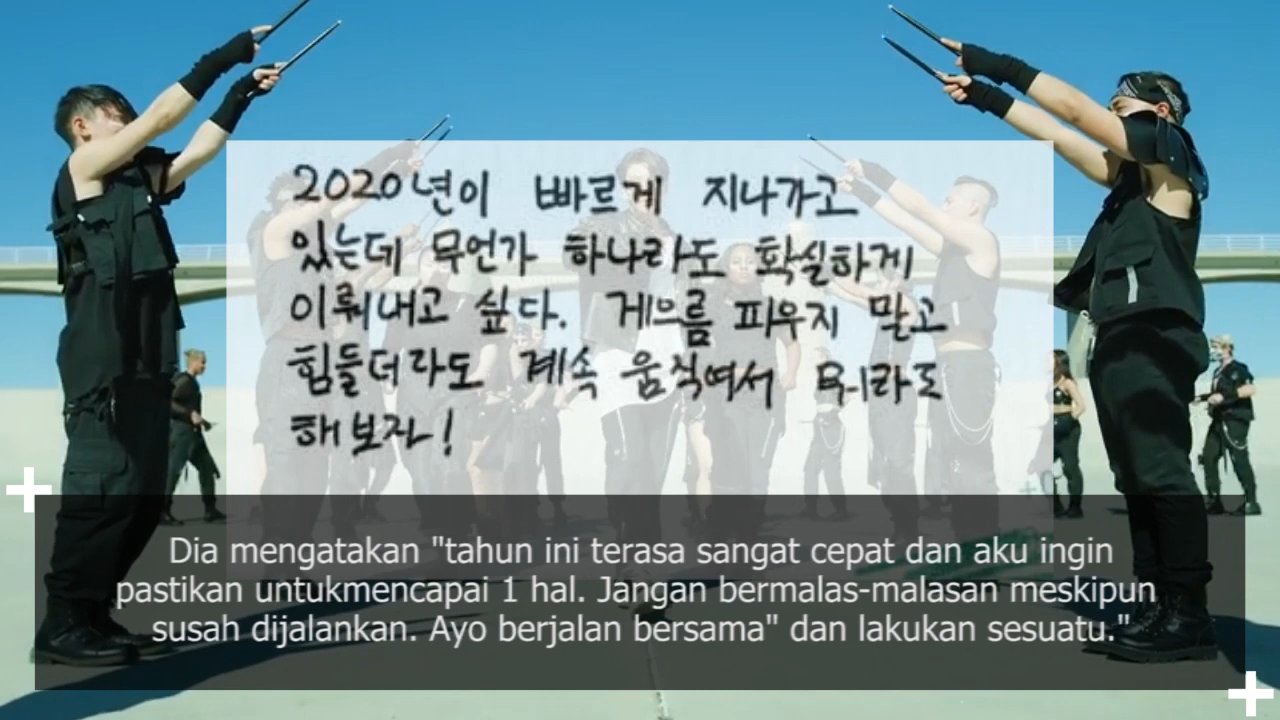 2020년이 빠르게 지나가고
있는데 무언가 하나라도 확실하게
이뤄내고 싶다. 게으름 피우지 말고
힘들더라도 계속 움직여서 뭐라도
해보자!
Dia mengatakan "tahun ini terasa sangat cepat dan aku ingin
pastikan untukmencapai 1 hal. Jangan bermalas-malasan meskipun
susah dijalankan. Ayo berjalan bersama" dan lakukan sesuatu."